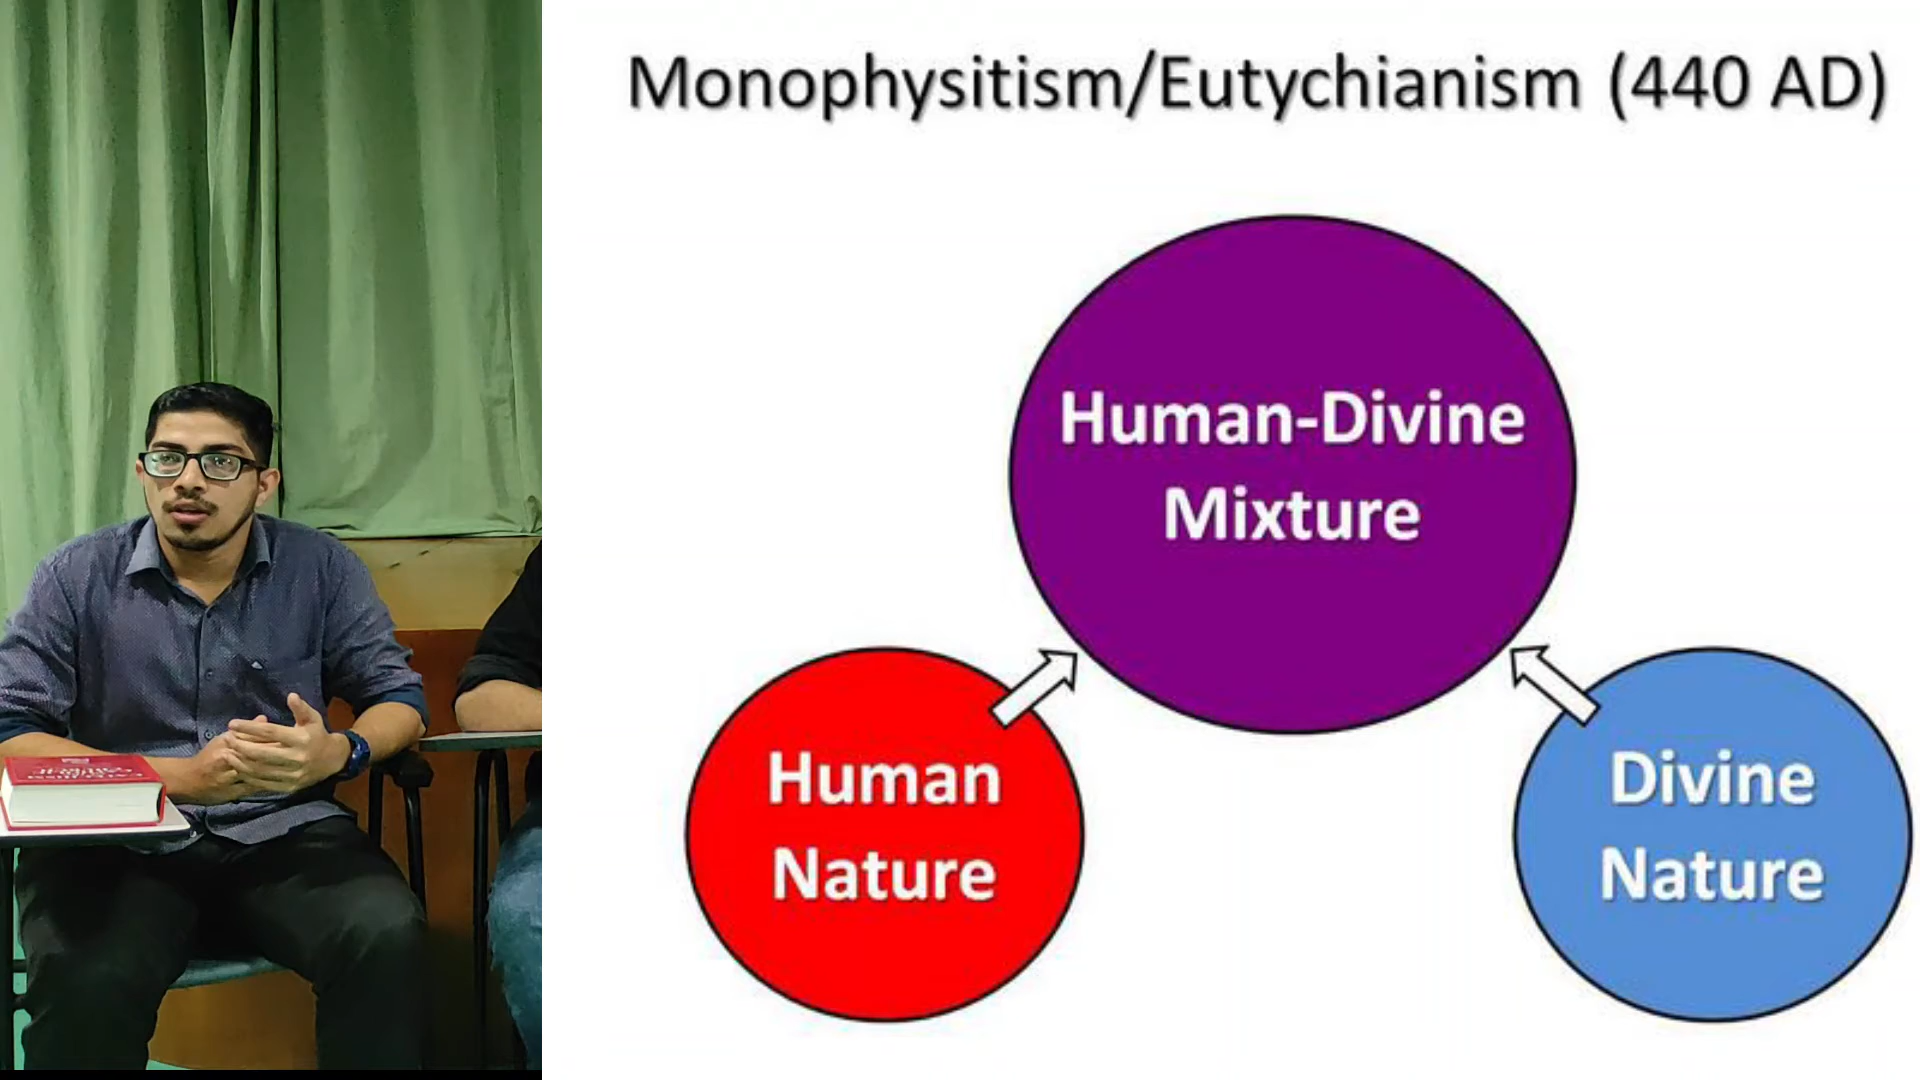 Monophysitism/Eutychianism (440 AD)
Human-Divine
Mixture
Human
Nature
Divine
Nature